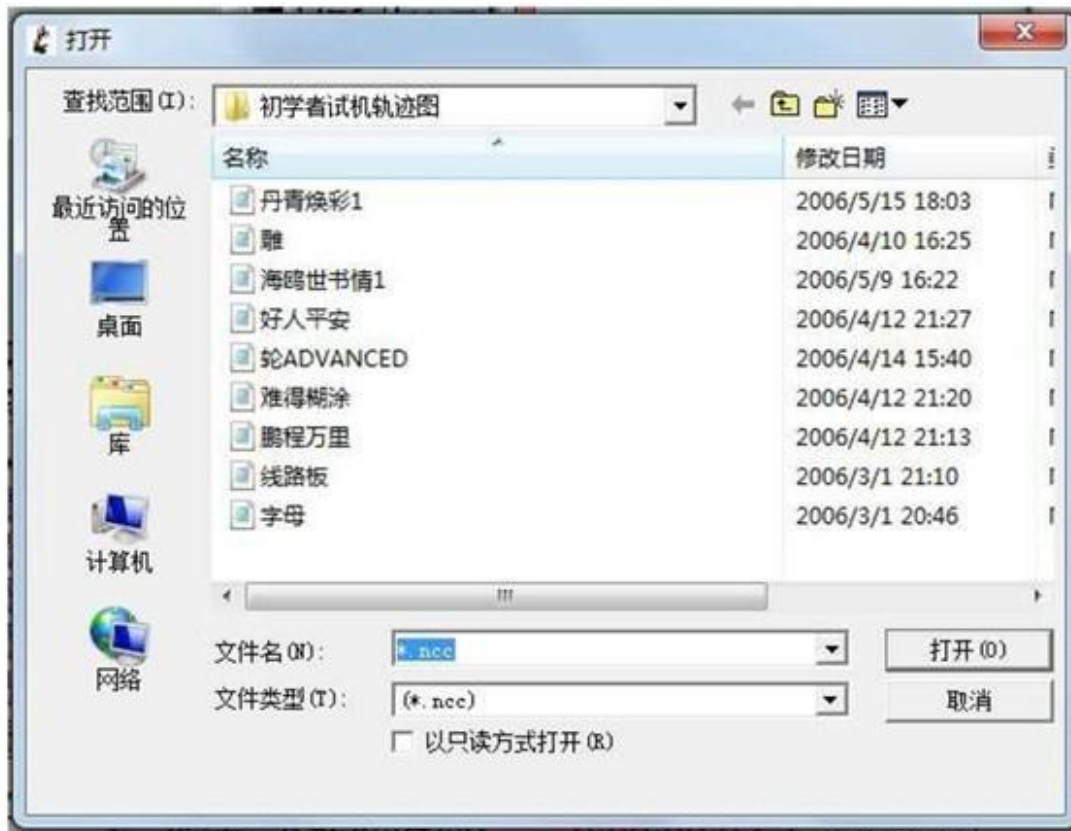 打开
查找范围(I):
初学者试机轨迹图
名称
修改日期
最近访问的位
置
桌面
库
计算机
网络
丹青焕彩1 2006/5/15 18:03
雕 2006/4/10 16:25
海鸥世书情1 2006/5/9 16:22
好人平安 2006/4/12 21:27
轮ADVANCED 2006/4/14 15:40
难得糊涂 2006/4/12 21:20
鹏程万里 2006/4/12 21:13
线路板 2006/3/1 21:10
字母 2006/3/1 20:46
文件名(N): *.ncc
打开(O)
文件类型(T): (*.ncc)
取消
以只读方式打开(R)